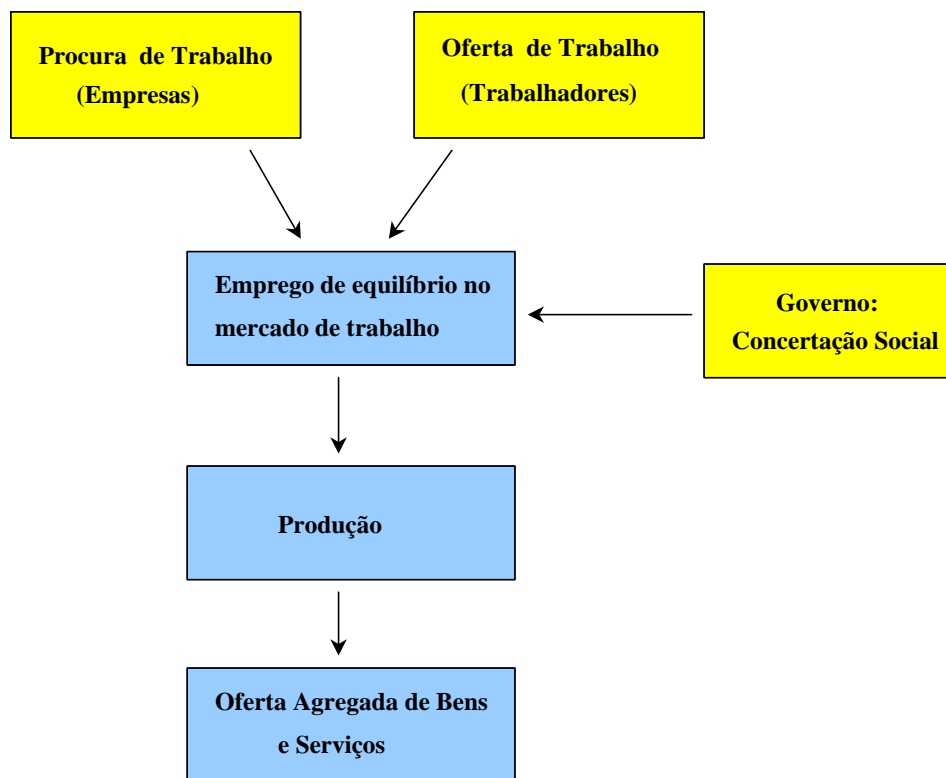 Procura de Trabalho
(Empresas)
Oferta de Trabalho
(Trabalhadores)
Emprego de equilíbrio no
mercado de trabalho
Governo:
Concertação Social
Produção
Oferta Agregada de Bens
e Serviços